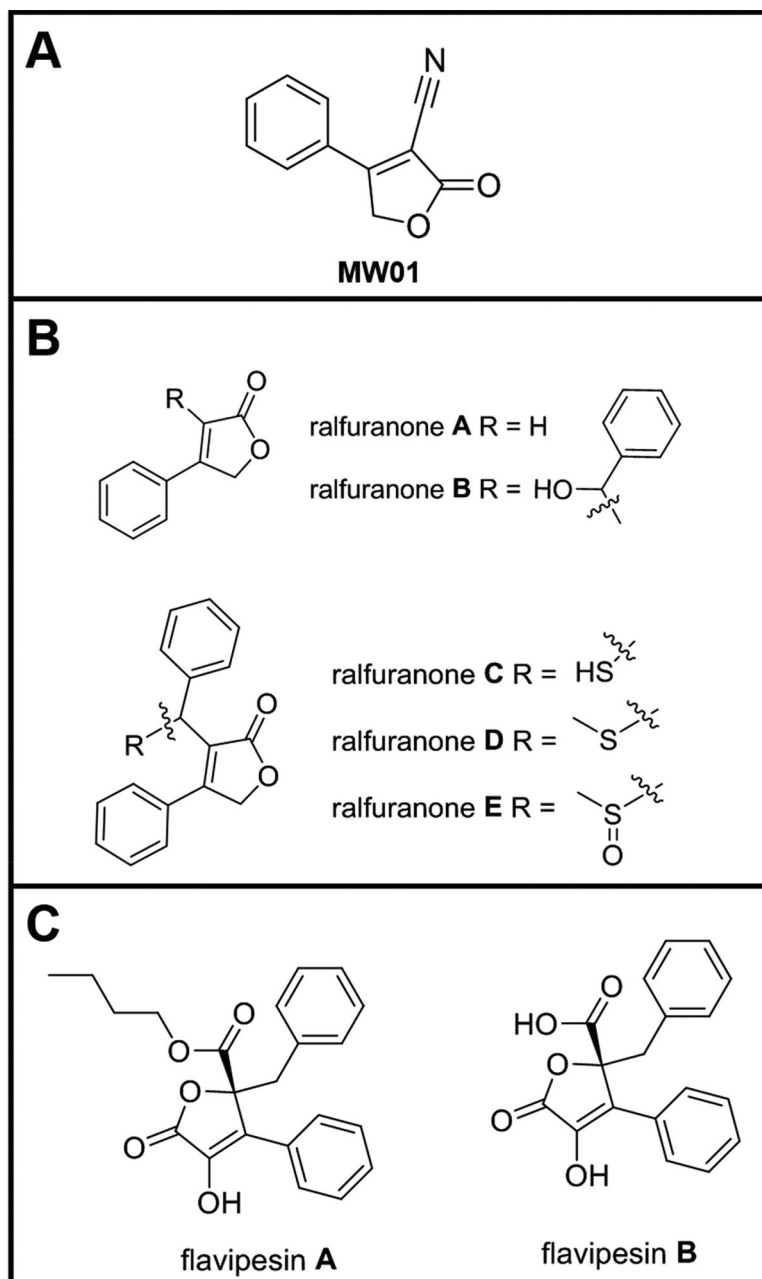 A
N
O
O
MW01
B
R
O
O
ralfuranone A R = H
ralfuranone B R = HO
R
O
O
ralfuranone C R = HS
ralfuranone D R = S
ralfuranone E R = S
O
C
O
O
O
O
OH
flavipesin A
HO
O
O
O
OH
flavipesin B